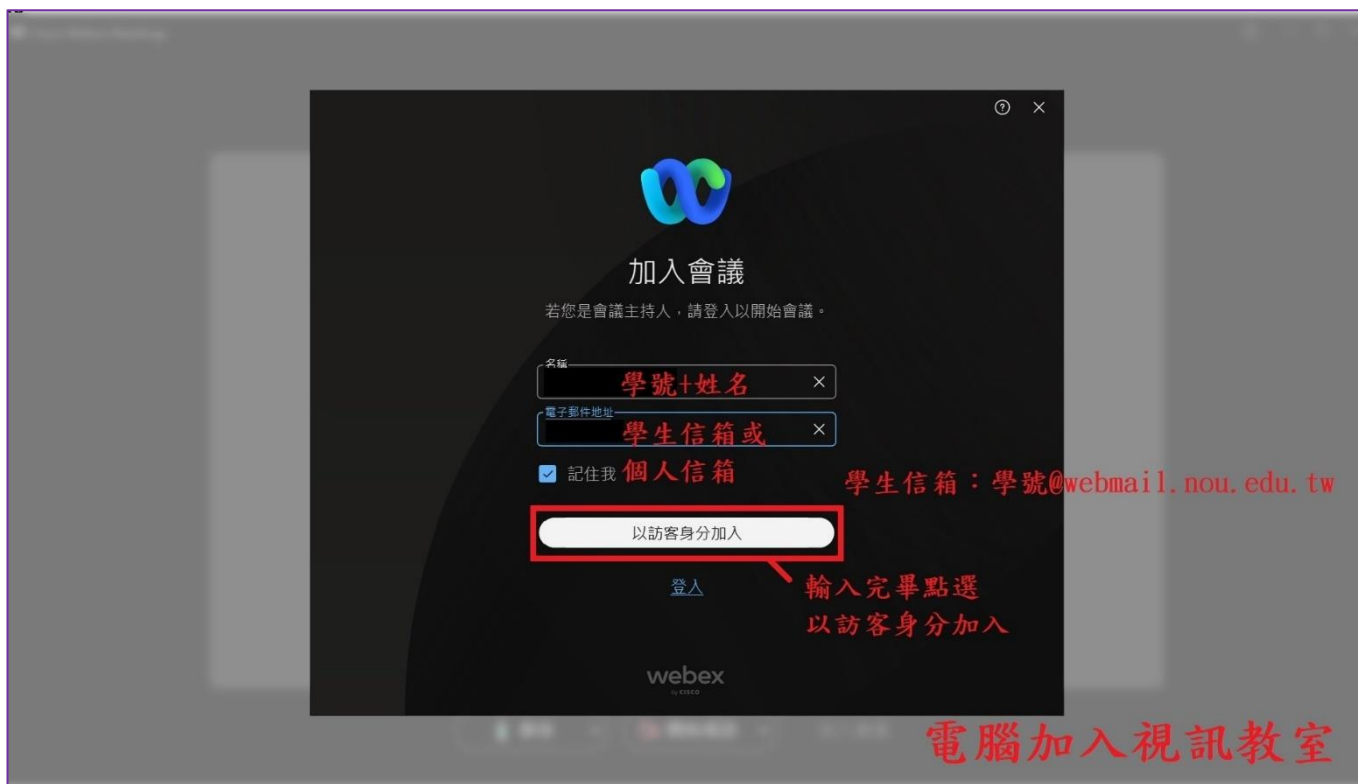 加入會議
若您是會議主持人，請登入以開始會議。
名稱
學號+姓名
電子郵件地址
學生信箱或
個人信箱
記住我
學生信箱：學號@webmail.nou.edu.tw
以訪客身分加入
登入
輸入完畢點選
以訪客身分加入
webex
by CISCO
電腦加入視訊教室